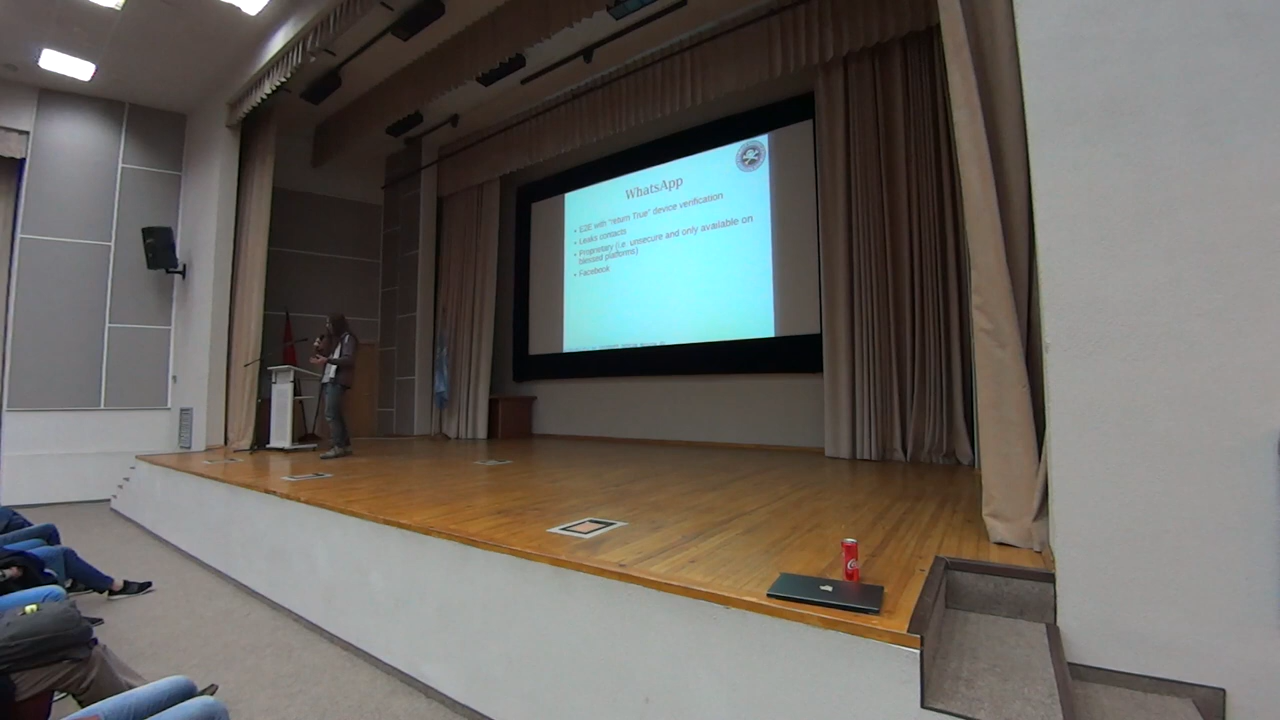 WhatsApp
• E2E with "return True" device verification
• Leaks contacts
• Proprietary (i.e. unsecure and only available on
blessed platforms)
• Facebook